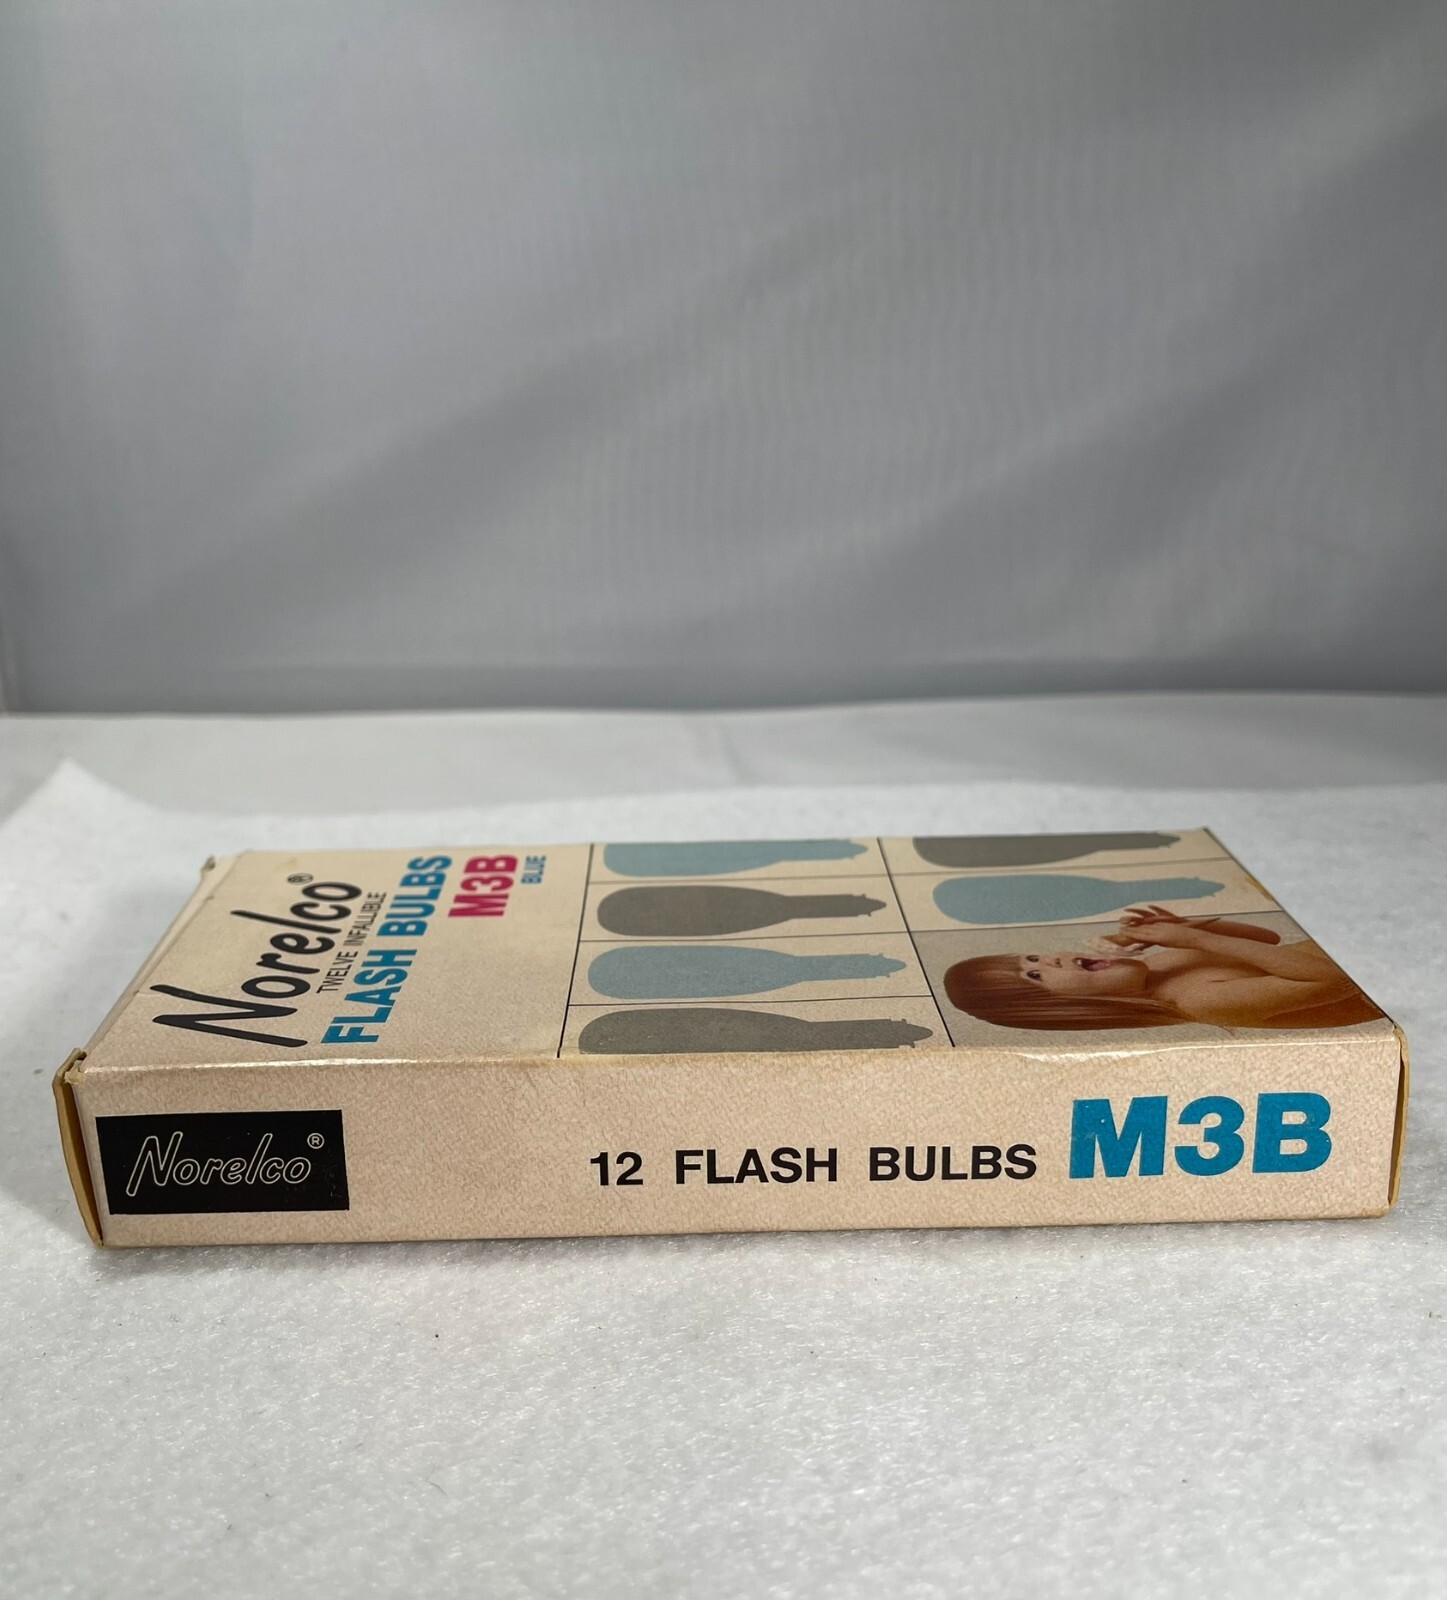 Norelco®
TWELVE INFALLIBLE
FLASH BULBS
M3B
BLUE
Norelco®
12 FLASH BULBS M3B